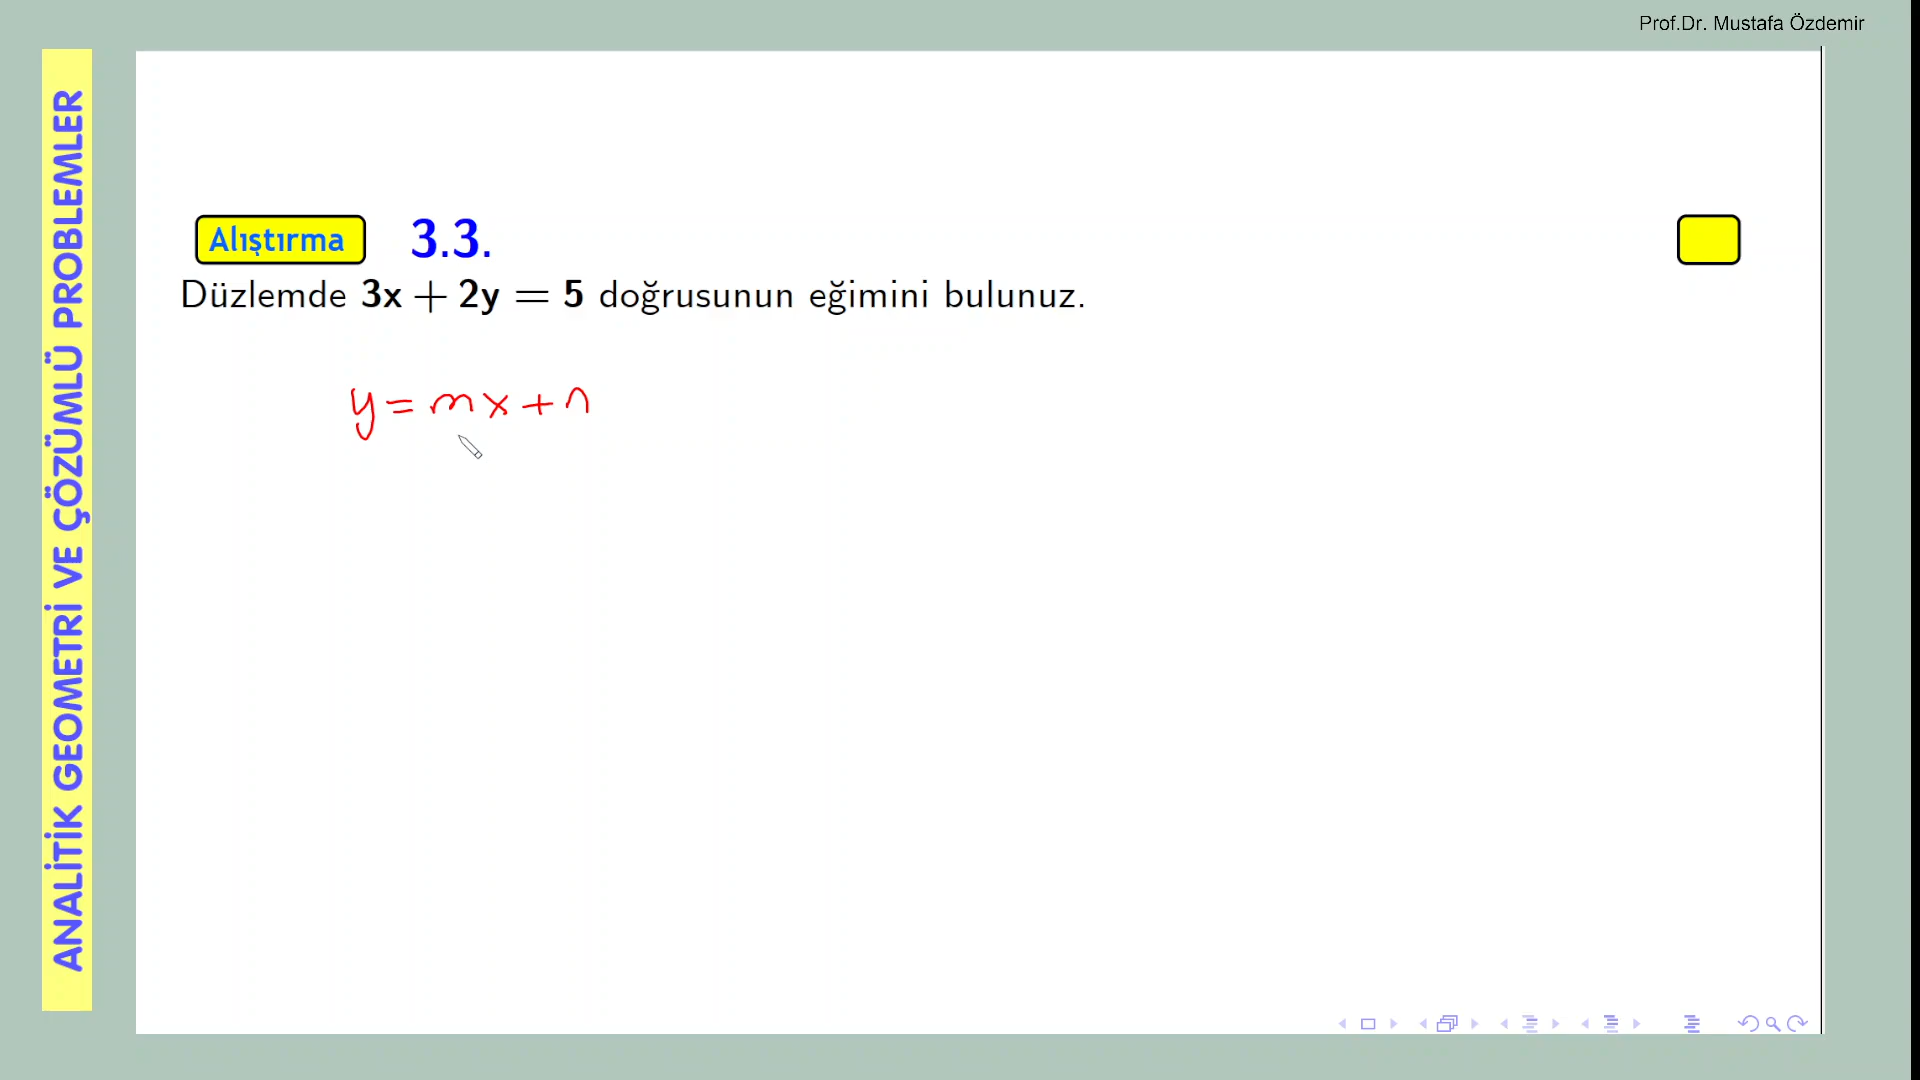 Prof.Dr. Mustafa Özdemir
ANALİTİK GEOMETRİ VE ÇÖZÜMLÜ PROBLEMLER
Alıştırma 3.3.
Düzlemde 3x + 2y = 5 doğrusunun eğimini bulunuz.
y = mx + n